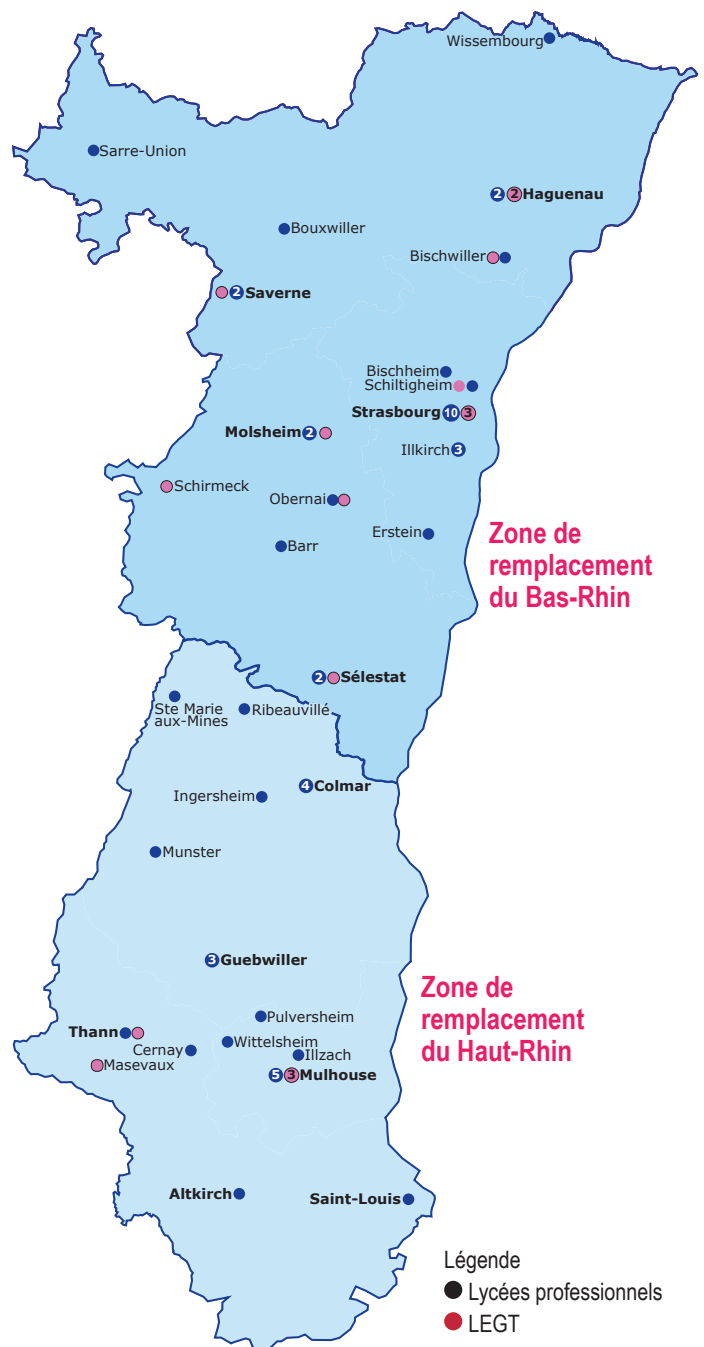 Wissembourg
Sarre-Union
2 2 Haguenau
Bouxwiller
Bischwiller
2 Saverne
Bischheim
Schiltigheim
Strasbourg 10 3
Molsheim 2
Illkirch 3
Schirmeck
Obernai
Erstein
Barr
Zone de
remplacement
du Bas-Rhin
2 Sélestat
Ste Marie
aux-Mines
Ribeauvillé
4 Colmar
Ingersheim
Munster
3 Guebwiller
Zone de
remplacement
du Haut-Rhin
Pulversheim
Thann
Wittelsheim
Cernay
Illzach
Masevaux
5 3 Mulhouse
Altkirch
Saint-Louis
Légende
Lycées professionnels
LEGT